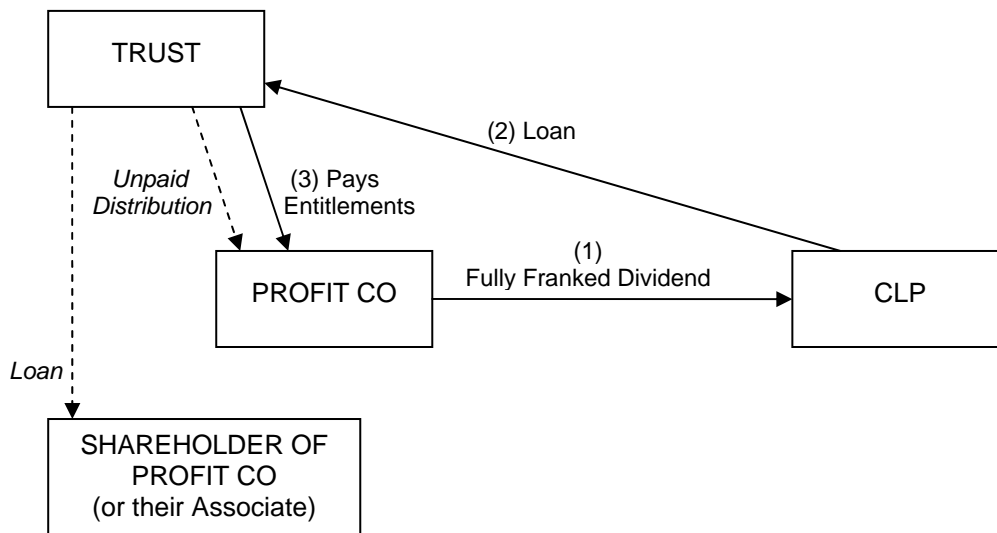 TRUST
(2) Loan
Unpaid
Distribution
(3) Pays
Entitlements
(1)
Fully Franked Dividend
PROFIT CO
CLP
Loan
SHAREHOLDER OF
PROFIT CO
(or their Associate)